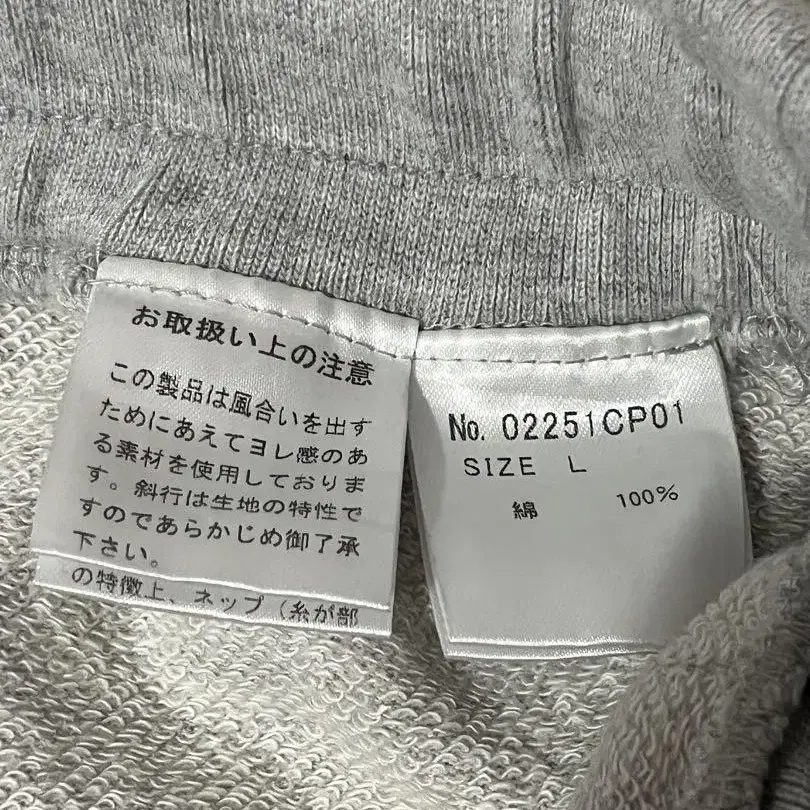 お取扱い上の注意
この製品は風合いを出す
ためにあえてヨレ感のあ
る素材を使用しておりま
す。斜行は生地の特性で
すのであらかじめ御了承
下さい。
の特徴上、ネップ（糸が部
No. 02251CP01
SIZE L
綿 100%